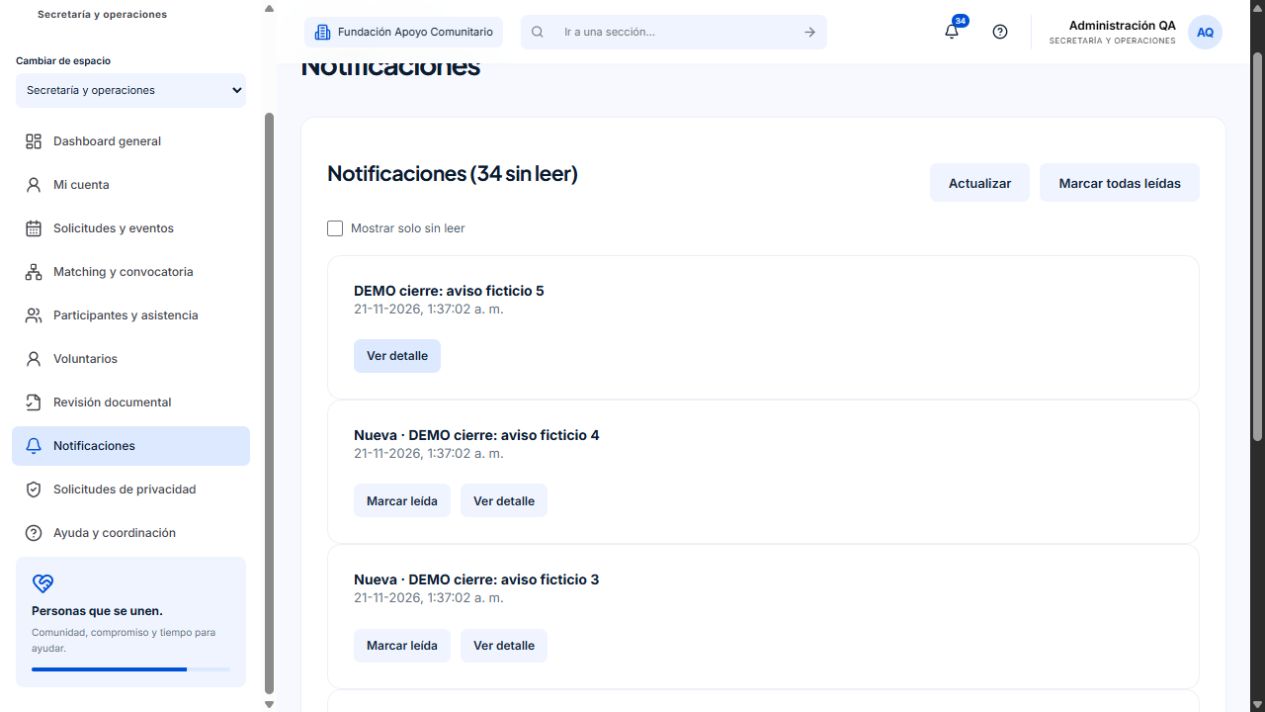 Secretaría y operaciones
Cambiar de espacio
Secretaría y operaciones
Dashboard general
Mi cuenta
Solicitudes y eventos
Matching y convocatoria
Participantes y asistencia
Voluntarios
Revisión documental
Notificaciones
Solicitudes de privacidad
Ayuda y coordinación
Personas que se unen.
Comunidad, compromiso y tiempo para
ayudar.
Fundación Apoyo Comunitario
Ir a una sección...
34
Administración QA
SECRETARÍA Y OPERACIONES
AQ
Notificaciones
Notificaciones (34 sin leer)
Actualizar
Marcar todas leídas
Mostrar solo sin leer
DEMO cierre: aviso ficticio 5
21-11-2026, 1:37:02 a. m.
Ver detalle
Nueva · DEMO cierre: aviso ficticio 4
21-11-2026, 1:37:02 a. m.
Marcar leída
Ver detalle
Nueva · DEMO cierre: aviso ficticio 3
21-11-2026, 1:37:02 a. m.
Marcar leída
Ver detalle